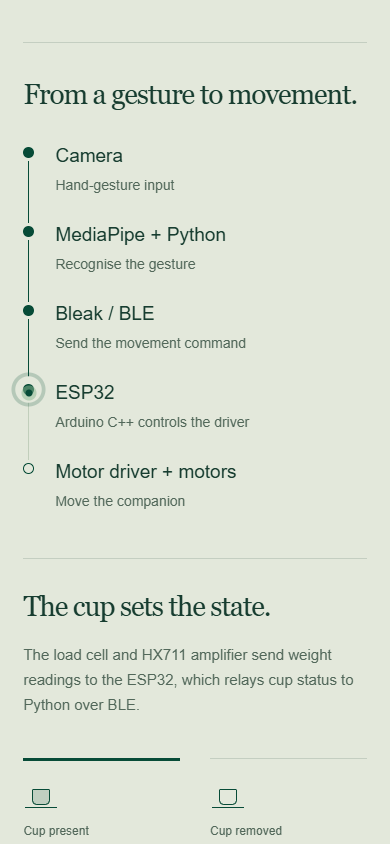 From a gesture to movement.
Camera
Hand-gesture input
MediaPipe + Python
Recognise the gesture
Bleak / BLE
Send the movement command
ESP32
Arduino C++ controls the driver
Motor driver + motors
Move the companion
The cup sets the state.
The load cell and HX711 amplifier send weight
readings to the ESP32, which relays cup status to
Python over BLE.
Cup present
Cup removed